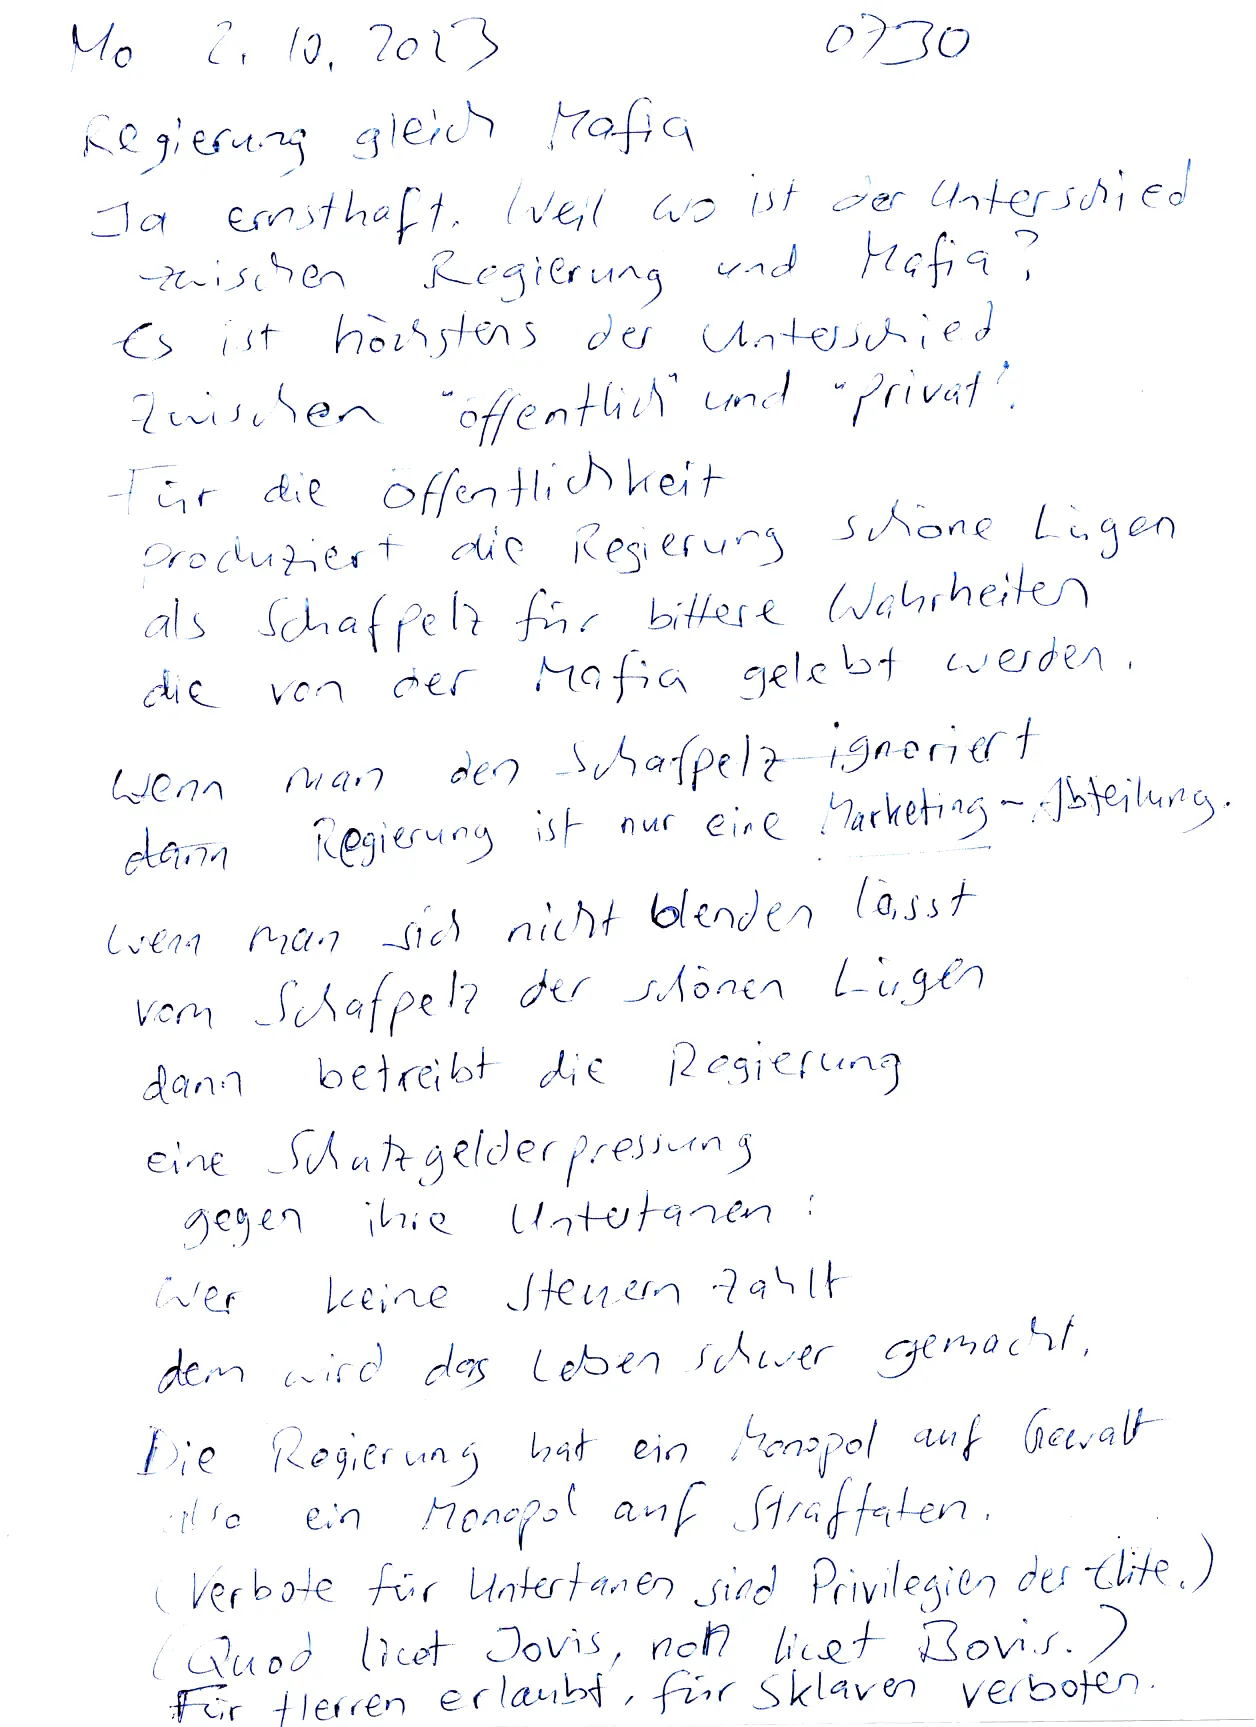 Mo 2.10.2023 0730
Regierung gleich Mafia
Ja ernsthaft. Weil wo ist der Unterschied
zwischen Regierung und Mafia?
Es ist höchstens der Unterschied
zwischen "öffentlich" und "privat".
Für die Öffentlichkeit
produziert die Regierung schöne Lügen
als Schafpelz für bittere Wahrheiten
die von der Mafia gelebt werden.
Wenn man den Schafpelz ignoriert
dann Regierung ist nur eine Marketing-Abteilung.
Wenn man sich nicht blenden lässt
vom Schafpelz der schönen Lügen
dann betreibt die Regierung
eine Schutzgelderpressung
gegen ihre Untertanen:
Wer keine Steuern zahlt
dem wird das Leben schwer gemacht.
Die Regierung hat ein Monopol auf Gewalt
also ein Monopol auf Straftaten.
(Verbote für Untertanen sind Privilegien der Elite.)
(Quod licet Jovis, non licet Bovis.)
Für Herren erlaubt, für Sklaven verboten.